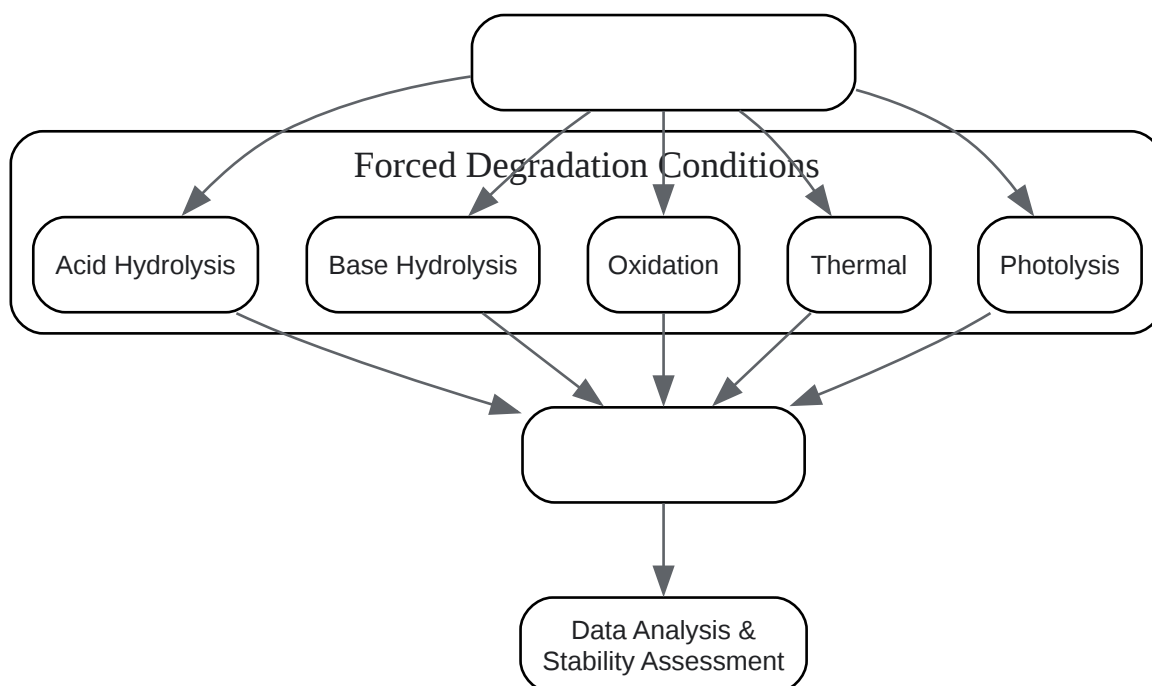 Forced Degradation Conditions
Acid Hydrolysis
Base Hydrolysis
Oxidation
Thermal
Photolysis
Data Analysis &
Stability Assessment